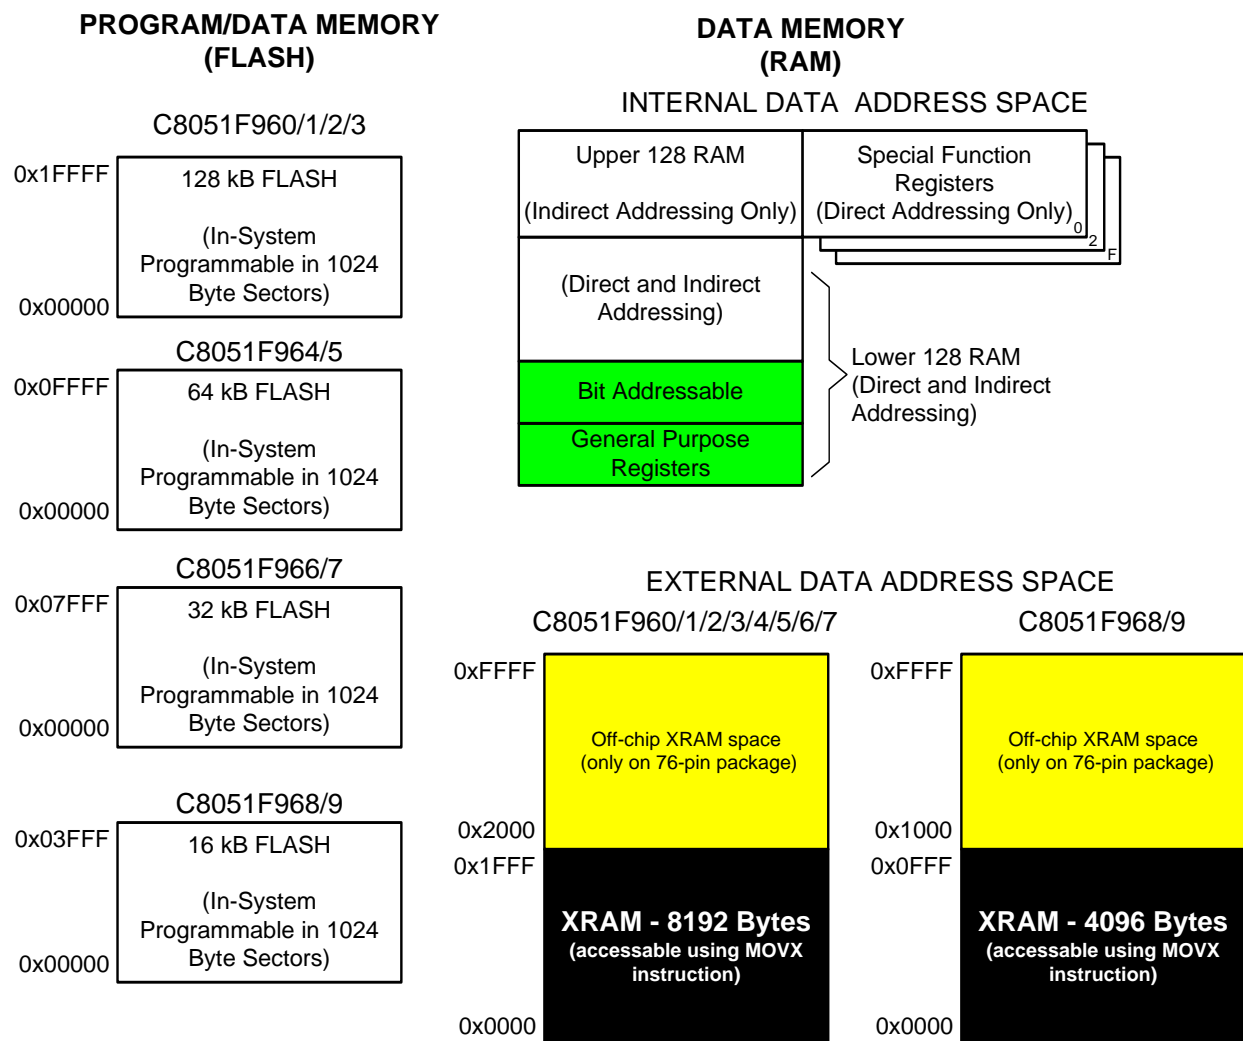 PROGRAM/DATA MEMORY
(FLASH)
C8051F960/1/2/3
0x1FFFF
128 kB FLASH
(In-System
Programmable in 1024
Byte Sectors)
0x00000
C8051F964/5
0x0FFFF
64 kB FLASH
(In-System
Programmable in 1024
Byte Sectors)
0x00000
C8051F966/7
0x07FFF
32 kB FLASH
(In-System
Programmable in 1024
Byte Sectors)
0x00000
C8051F968/9
0x03FFF
16 kB FLASH
(In-System
Programmable in 1024
Byte Sectors)
0x00000
DATA MEMORY
(RAM)
INTERNAL DATA ADDRESS SPACE
Upper 128 RAM
(Indirect Addressing Only)
Special Function
Registers
(Direct Addressing Only)
0
2
F
(Direct and Indirect
Addressing)
Bit Addressable
General Purpose
Registers
Lower 128 RAM
(Direct and Indirect
Addressing)
EXTERNAL DATA ADDRESS SPACE
C8051F960/1/2/3/4/5/6/7
0xFFFF
Off-chip XRAM space
(only on 76-pin package)
0x2000
0x1FFF
XRAM - 8192 Bytes
(accessable using MOVX
instruction)
0x0000
C8051F968/9
0xFFFF
Off-chip XRAM space
(only on 76-pin package)
0x1000
0x0FFF
XRAM - 4096 Bytes
(accessable using MOVX
instruction)
0x0000